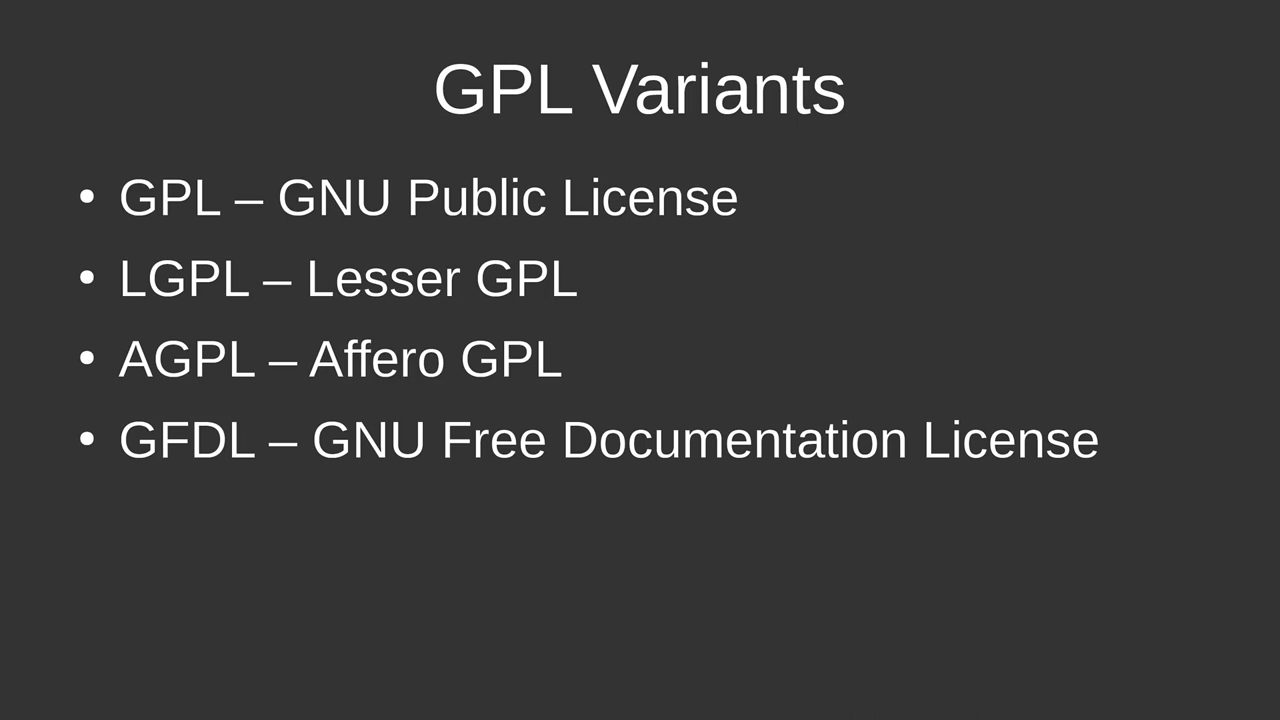 GPL Variants
• GPL – GNU Public License
• LGPL – Lesser GPL
• AGPL – Affero GPL
• GFDL – GNU Free Documentation License